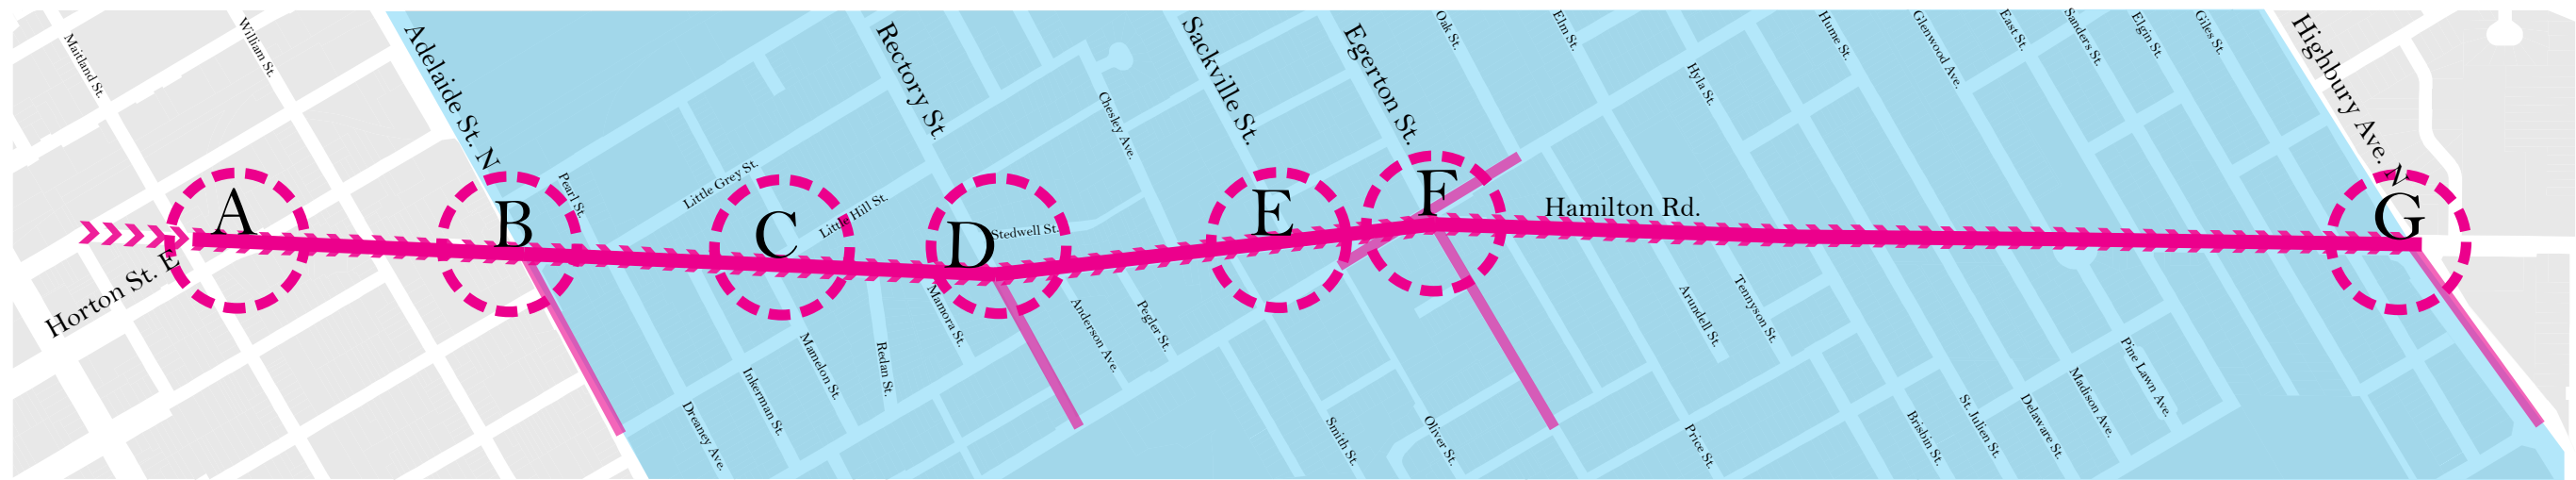 Maitland St.
William St.
Adelaide St. N
Rectory St.
Sackville St.
Egerton St.
Oak St.
Elm St.
Hume St.
Glenwood Ave.
East St.
Sanders St.
Elgin St.
Giles St.
Highbury Ave. N
Hyla St.
Chesley Ave.
Pearl St.
Little Grey St.
Little Hill St.
Stedwell St.
Hamilton Rd.
A
B
C
D
E
F
G
Horton St. E
Mamora St.
Anderson Ave.
Pegler St.
Arundell St.
Tennyson St.
Mamelon St.
Redan St.
Inkerman St.
Dreaney Ave.
Smith St.
Oliver St.
Price St.
Brisbin St.
St. Julien St.
Delaware St.
Madison Ave.
Pine Lawn Ave.